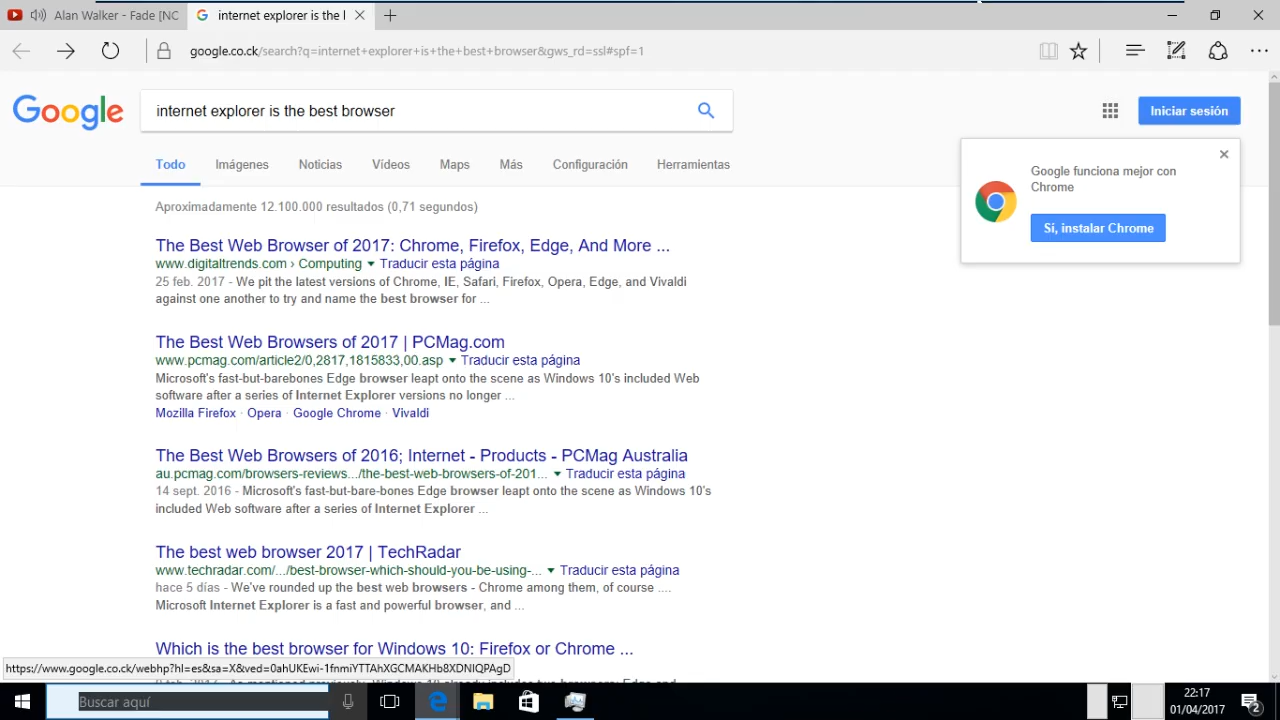 Alan Walker - Fade [NC
internet explorer is the l
google.co.ck/search?q=internet+explorer+is+the+best+browser&gws_rd=ssl#spf=1
Google
internet explorer is the best browser
Iniciar sesión
Todo Imágenes Noticias Vídeos Maps Más Configuración Herramientas
Google funciona mejor con
Chrome
Sí, instalar Chrome
Aproximadamente 12.100.000 resultados (0,71 segundos)
The Best Web Browser of 2017: Chrome, Firefox, Edge, And More ...
www.digitaltrends.com › Computing ▼ Traducir esta página
25 feb. 2017 - We pit the latest versions of Chrome, IE, Safari, Firefox, Opera, Edge, and Vivaldi
against one another to try and name the best browser for ...
The Best Web Browsers of 2017 | PCMag.com
www.pcmag.com/article2/0,2817,1815833,00.asp ▼ Traducir esta página
Microsoft's fast-but-barebones Edge browser leapt onto the scene as Windows 10's included Web
software after a series of Internet Explorer versions no longer ...
Mozilla Firefox · Opera · Google Chrome · Vivaldi
The Best Web Browsers of 2016; Internet - Products - PCMag Australia
au.pcmag.com/browsers-reviews.../the-best-web-browsers-of-201... ▼ Traducir esta página
14 sept. 2016 - Microsoft's fast-but-bare-bones Edge browser leapt onto the scene as Windows 10's
included Web software after a series of Internet Explorer ...
The best web browser 2017 | TechRadar
www.techradar.com/.../best-browser-which-should-you-be-using-... ▼ Traducir esta página
hace 5 días - We've rounded up the best web browsers - Chrome among them, of course ....
Microsoft Internet Explorer is a fast and powerful browser, and ...
Which is the best browser for Windows 10: Firefox or Chrome ...
https://www.google.co.ck/webhp?hl=es&sa=X&ved=0ahUKEwi-1fnmiYTTAhXGCMAKHb8XDNIQPAgD
Buscar aquí
22:17
01/04/2017
2